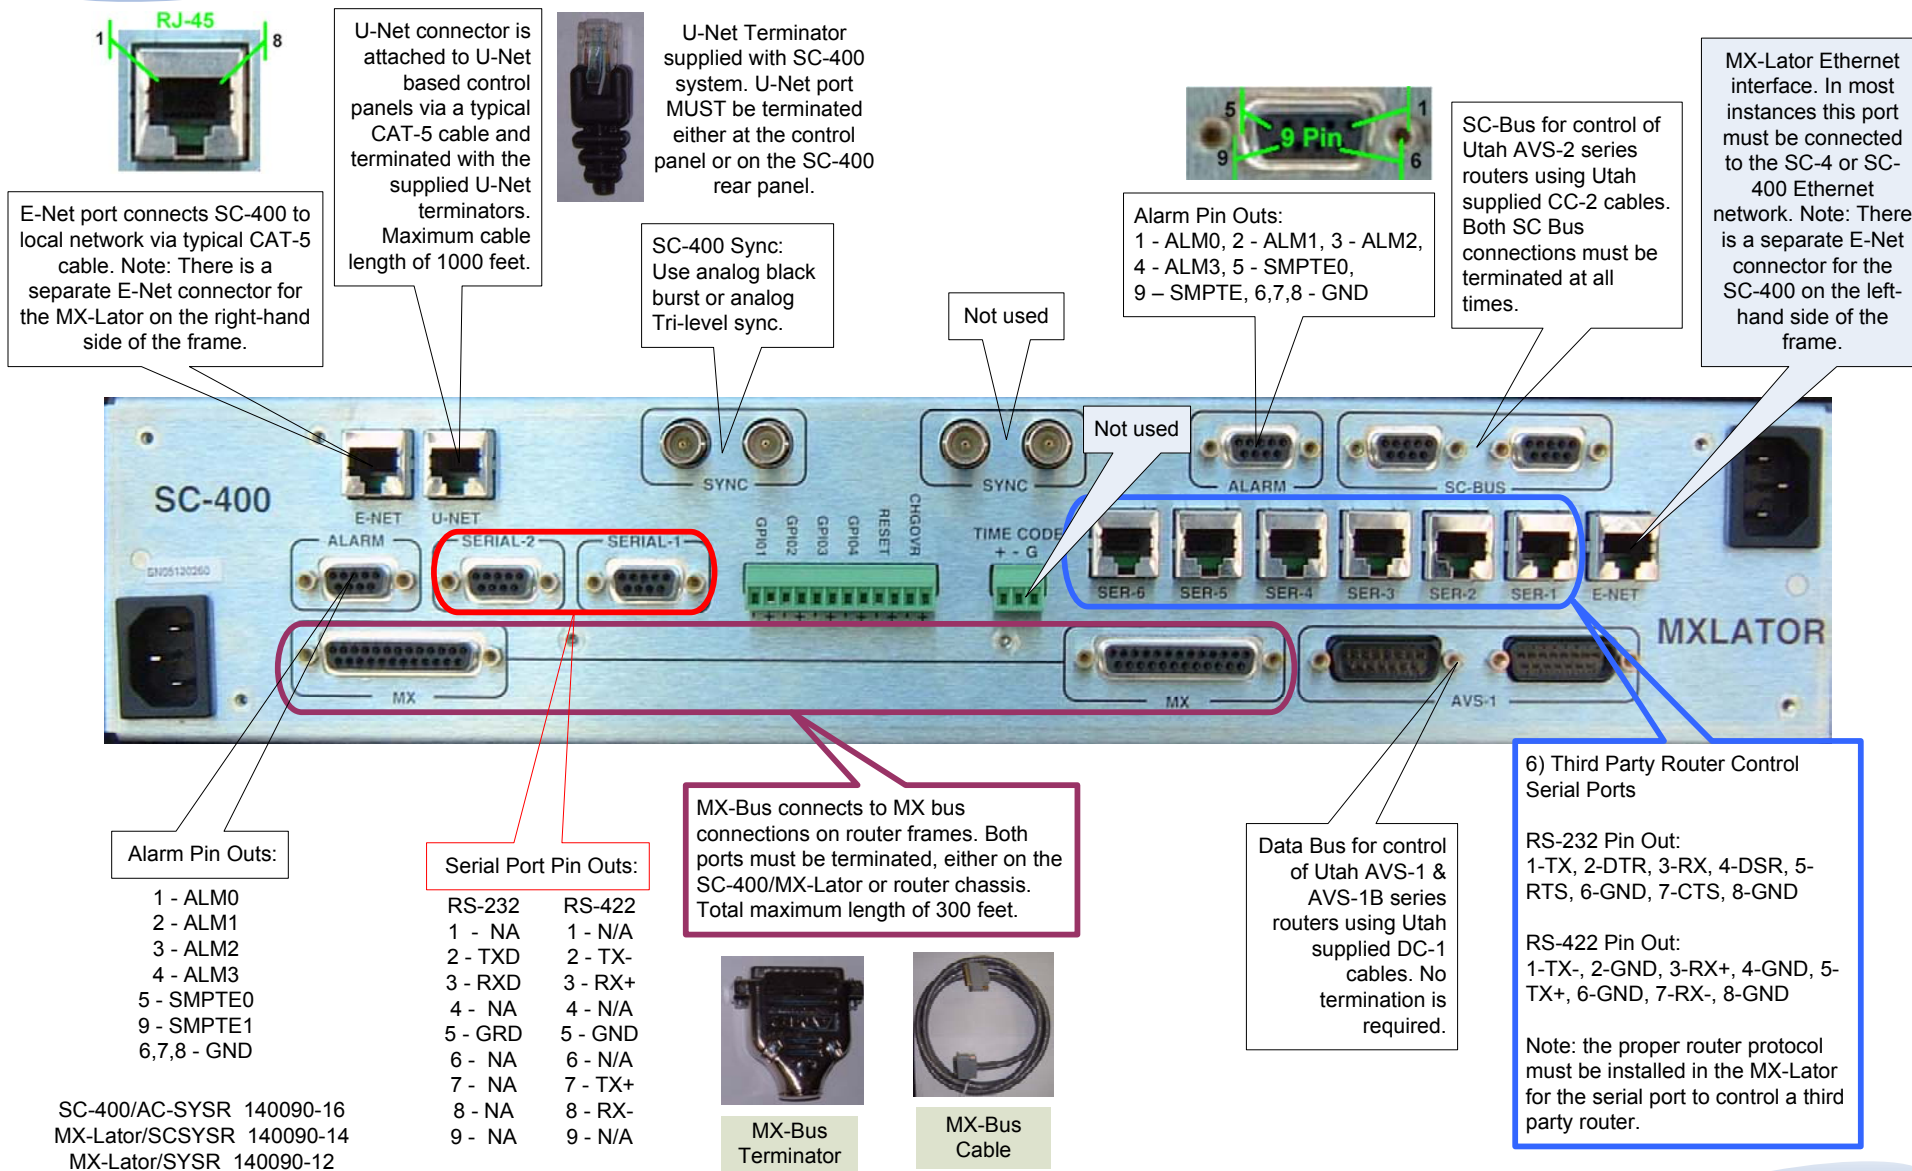 RJ-45
1
8
U-Net connector is
attached to U-Net
based control
panels via a typical
CAT-5 cable and
terminated with the
supplied U-Net
terminators.
Maximum cable
length of 1000 feet.
U-Net Terminator
supplied with SC-400
system. U-Net port
MUST be terminated
either at the control
panel or on the SC-400
rear panel.
5
1
9 Pin
9
6
SC-Bus for control of
Utah AVS-2 series
routers using Utah
supplied CC-2 cables.
Both SC Bus
connections must be
terminated at all
times.
MX-Lator Ethernet
interface. In most
instances this port
must be connected
to the SC-4 or SC-
400 Ethernet
network. Note: There
is a separate E-Net
connector for the
SC-400 on the left-
hand side of the
frame.
E-Net port connects SC-400 to
local network via typical CAT-5
cable. Note: There is a
separate E-Net connector for
the MX-Lator on the right-hand
side of the frame.
SC-400 Sync:
Use analog black
burst or analog
Tri-level sync.
Not used
Alarm Pin Outs:
1 - ALM0, 2 - ALM1, 3 - ALM2,
4 - ALM3, 5 - SMPTE0,
9 – SMPTE, 6,7,8 - GND
Not used
SC-400
E-NET
U-NET
SYNC
SYNC
ALARM
SC-BUS
ALARM
SERIAL-2
SERIAL-1
GPI01
GPI02
GPI03
GPI04
RESET
CHGOVR
TIME CODE
+ - G
SN05120260
SER-6
SER-5
SER-4
SER-3
SER-2
SER-1
E-NET
- + - + - + - + - + - +
MXLATOR
MX
MX
AVS-1
Alarm Pin Outs:
1 - ALM0
2 - ALM1
3 - ALM2
4 - ALM3
5 - SMPTE0
9 - SMPTE1
6,7,8 - GND
SC-400/AC-SYSR 140090-16
MX-Lator/SCSYSR 140090-14
MX-Lator/SYSR 140090-12
Serial Port Pin Outs:
RS-232 RS-422
1 - NA 1 - N/A
2 - TXD 2 - TX-
3 - RXD 3 - RX+
4 - NA 4 - N/A
5 - GRD 5 - GND
6 - NA 6 - N/A
7 - NA 7 - TX+
8 - NA 8 - RX-
9 - NA 9 - N/A
MX-Bus connects to MX bus
connections on router frames. Both
ports must be terminated, either on the
SC-400/MX-Lator or router chassis.
Total maximum length of 300 feet.
MX-Bus
Terminator
MX-Bus
Cable
Data Bus for control
of Utah AVS-1 &
AVS-1B series
routers using Utah
supplied DC-1
cables. No
termination is
required.
6) Third Party Router Control
Serial Ports
RS-232 Pin Out:
1-TX, 2-DTR, 3-RX, 4-DSR, 5-
RTS, 6-GND, 7-CTS, 8-GND
RS-422 Pin Out:
1-TX-, 2-GND, 3-RX+, 4-GND, 5-
TX+, 6-GND, 7-RX-, 8-GND
Note: the proper router protocol
must be installed in the MX-Lator
for the serial port to control a third
party router.